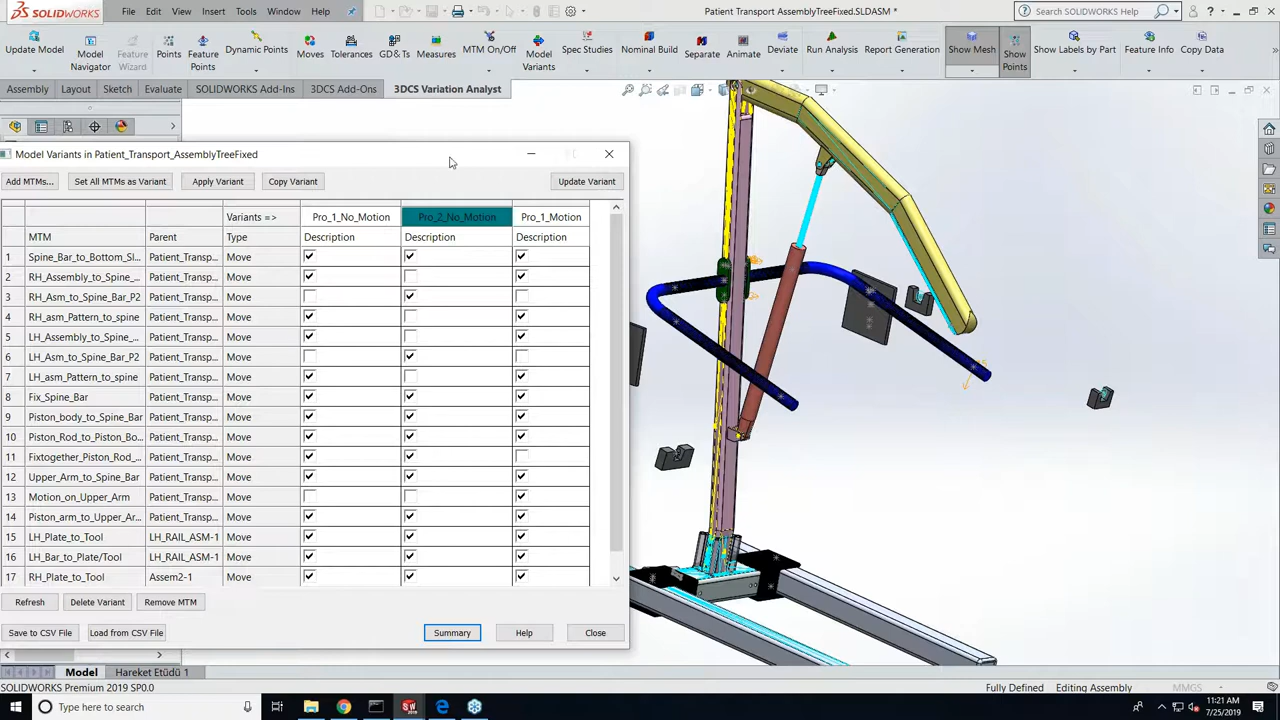 SOLIDWORKS
File Edit View Insert Tools Window Help
Patient Transport AssemblyTreeFixed.SLDASM *
Search SOLIDWORKS Help
Update Model
Model Navigator
Feature Wizard
Points
Feature Points
Dynamic Points
Moves
Tolerances
GD&Ts
Measures
MTM On/Off
Model Variants
Spec Studies
Nominal Build
Separate
Animate
Deviate
Run Analysis
Report Generation
Show Mesh
Show Points
Show Labels by Part
Feature Info
Copy Data
Assembly Layout Sketch Evaluate SOLIDWORKS Add-Ins 3DCS Add-Ons 3DCS Variation Analyst
Model Variants in Patient_Transport_AssemblyTreeFixed
Add MTMs... Set All MTMs as Variant Apply Variant Copy Variant Update Variant
Variants => Pro_1_No_Motion Pro_2_No_Motion Pro_1_Motion
MTM Parent Type Description Description Description
1 Spine_Bar_to_Bottom_Sl... Patient_Transp... Move
2 RH_Assembly_to_Spine_... Patient_Transp... Move
3 RH_Asm_to_Spine_Bar_P2 Patient_Transp... Move
4 RH_asm_Pattern_to_spine Patient_Transp... Move
5 LH_Assembly_to_Spine_... Patient_Transp... Move
6 LH_Asm_to_Spine_Bar_P2 Patient_Transp... Move
7 LH_asm_Pattern_to_spine Patient_Transp... Move
8 Fix_Spine_Bar Patient_Transp... Move
9 Piston_body_to_Spine_Bar Patient_Transp... Move
10 Piston_Rod_to_Piston_Bo... Patient_Transp... Move
11 Fixtogether_Piston_Rod_... Patient_Transp... Move
12 Upper_Arm_to_Spine_Bar Patient_Transp... Move
13 Motion_on_Upper_Arm Patient_Transp... Move
14 Piston_arm_to_Upper_Ar... Patient_Transp... Move
15 LH_Plate_to_Tool LH_RAIL_ASM-1 Move
16 LH_Bar_to_Plate/Tool LH_RAIL_ASM-1 Move
17 RH_Plate_to_Tool Assem2-1 Move
Refresh Delete Variant Remove MTM
Save to CSV File Load from CSV File Summary Help Close
Model Hareket Etüdü 1
SOLIDWORKS Premium 2019 SP0.0 Fully Defined Editing Assembly MMGS
Type here to search
11:21 AM
7/25/2019